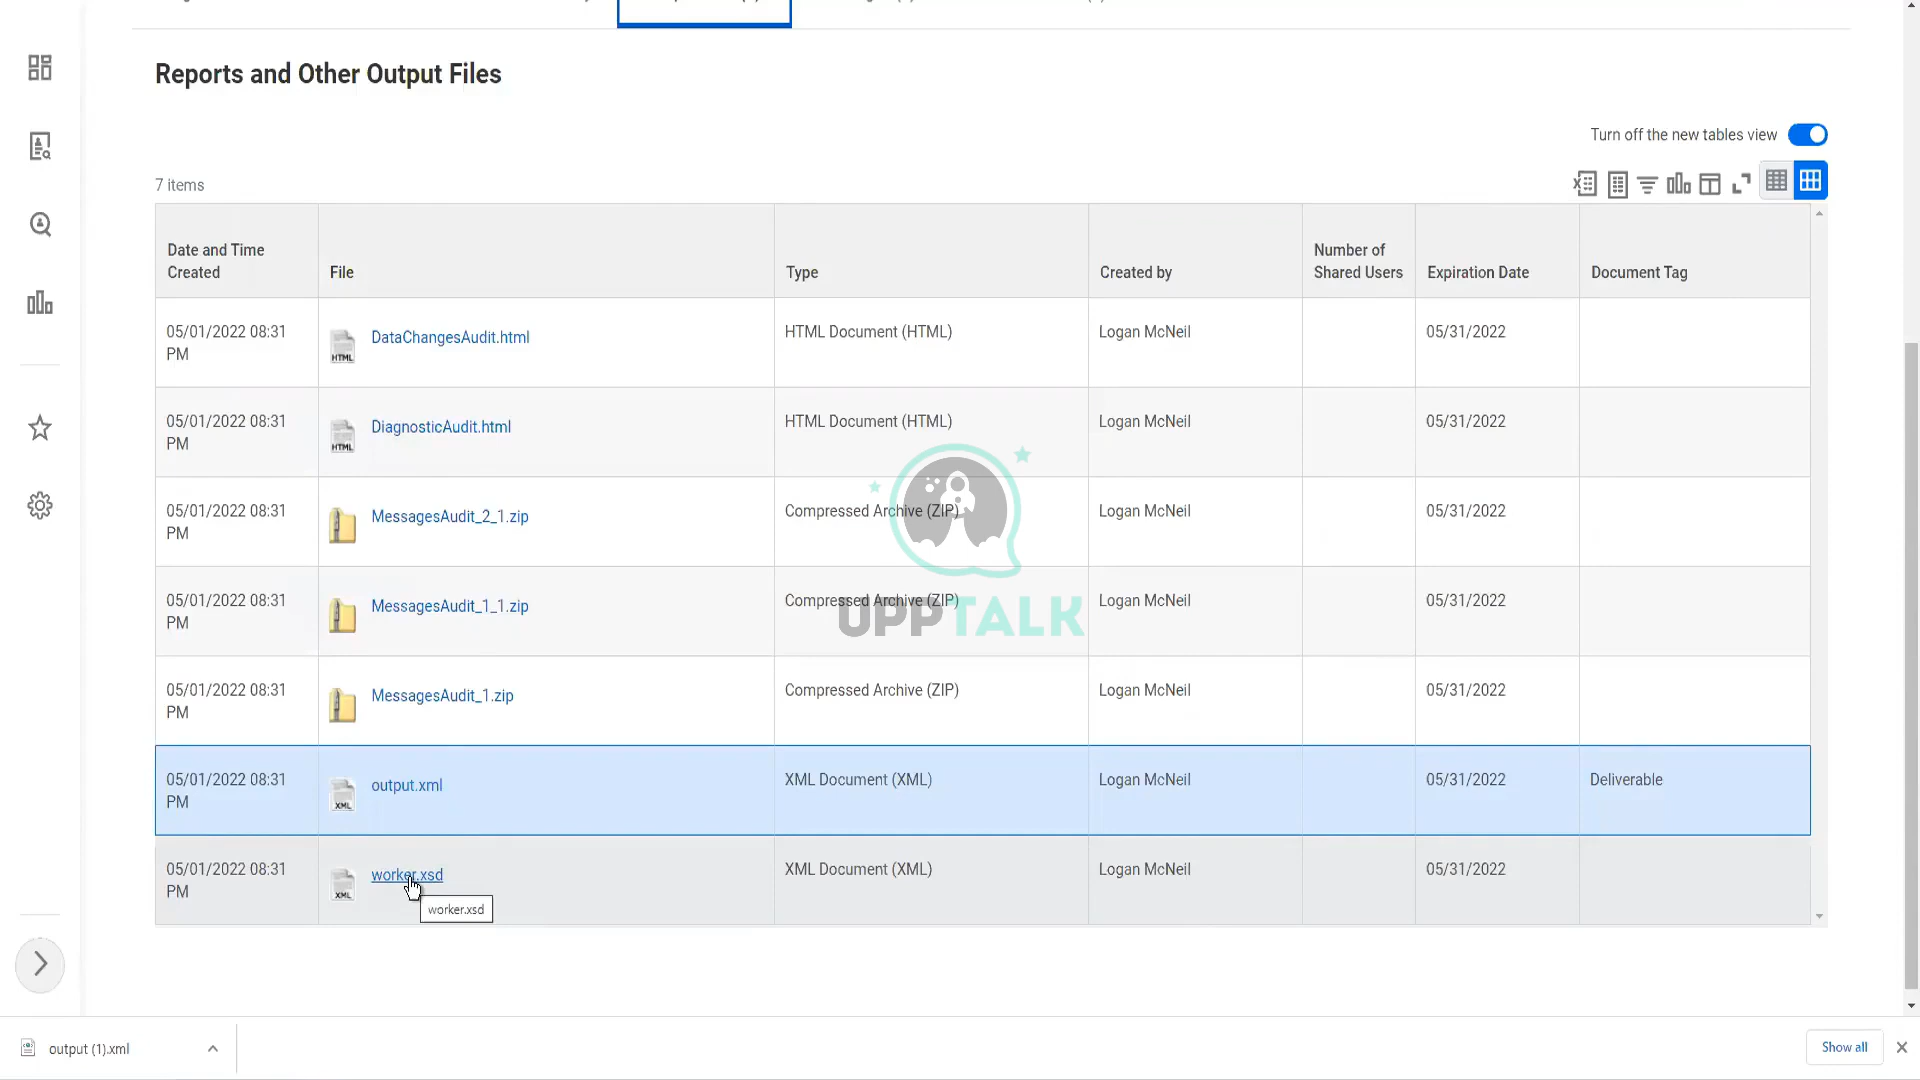 Reports and Other Output Files
Turn off the new tables view
7 items
Date and Time Created File Type Created by Number of Shared Users Expiration Date Document Tag
05/01/2022 08:31 PM HTML DataChangesAudit.html HTML Document (HTML) Logan McNeil 05/31/2022
05/01/2022 08:31 PM HTML DiagnosticAudit.html HTML Document (HTML) Logan McNeil 05/31/2022
05/01/2022 08:31 PM MessagesAudit_2_1.zip Compressed Archive (ZIP) Logan McNeil 05/31/2022
05/01/2022 08:31 PM MessagesAudit_1_1.zip Compressed Archive (ZIP) Logan McNeil 05/31/2022
UPPTALK
05/01/2022 08:31 PM MessagesAudit_1.zip Compressed Archive (ZIP) Logan McNeil 05/31/2022
05/01/2022 08:31 PM XML output.xml XML Document (XML) Logan McNeil 05/31/2022 Deliverable
05/01/2022 08:31 PM XML worker.xsd XML Document (XML) Logan McNeil 05/31/2022
worker.xsd
output (1).xml
Show all